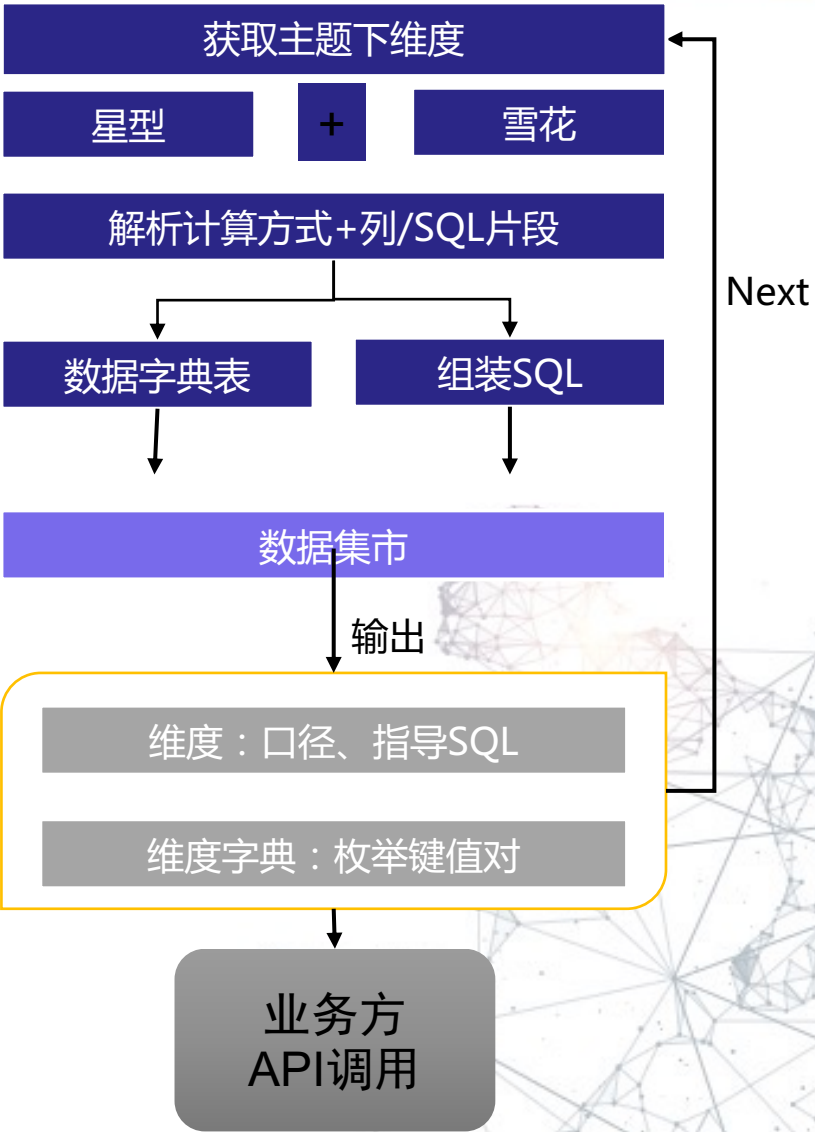 获取主题下维度
星型
+
雪花
解析计算方式+列/SQL片段
Next
数据字典表
组装SQL
数据集市
输出
维度：口径、指导SQL
维度字典：枚举键值对
业务方
API调用